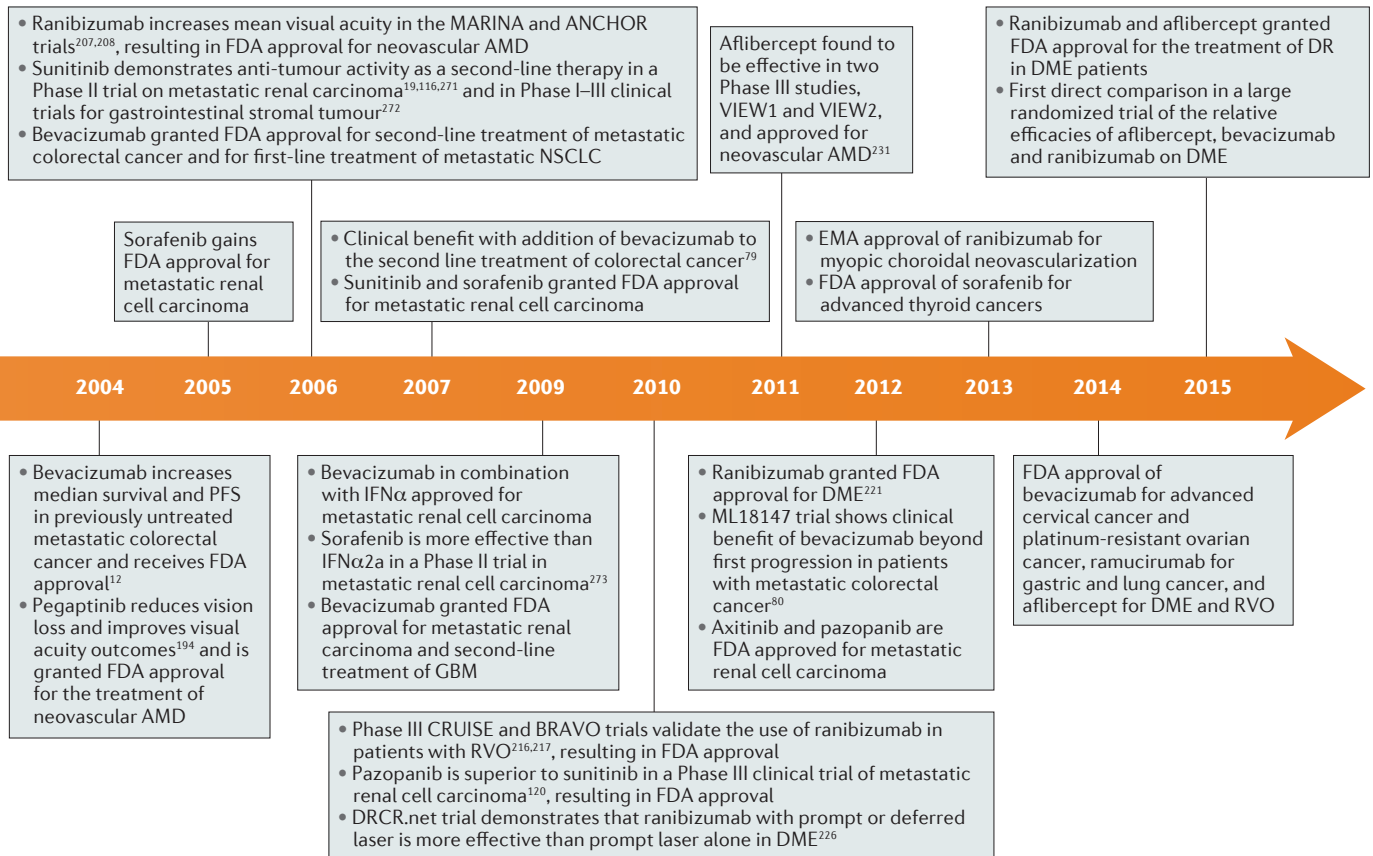 • Ranibizumab increases mean visual acuity in the MARINA and ANCHOR
trials207,208, resulting in FDA approval for neovascular AMD
• Sunitinib demonstrates anti-tumour activity as a second-line therapy in a
Phase II trial on metastatic renal carcinoma19,116,271 and in Phase I–III clinical
trials for gastrointestinal stromal tumour272
• Bevacizumab granted FDA approval for second-line treatment of metastatic
colorectal cancer and for first-line treatment of metastatic NSCLC
Aflibercept found to
be effective in two
Phase III studies,
VIEW1 and VIEW2,
and approved for
neovascular AMD231
• Ranibizumab and aflibercept granted
FDA approval for the treatment of DR
in DME patients
• First direct comparison in a large
randomized trial of the relative
efficacies of aflibercept, bevacizumab
and ranibizumab on DME
Sorafenib gains
FDA approval for
metastatic renal
cell carcinoma
• Clinical benefit with addition of bevacizumab to
the second line treatment of colorectal cancer79
• Sunitinib and sorafenib granted FDA approval
for metastatic renal cell carcinoma
• EMA approval of ranibizumab for
myopic choroidal neovascularization
• FDA approval of sorafenib for
advanced thyroid cancers
2004 2005 2006 2007 2009 2010 2011 2012 2013 2014 2015
• Bevacizumab increases
median survival and PFS
in previously untreated
metastatic colorectal
cancer and receives FDA
approval12
• Pegaptinib reduces vision
loss and improves visual
acuity outcomes194 and is
granted FDA approval
for the treatment of
neovascular AMD
• Bevacizumab in combination
with IFNα approved for
metastatic renal cell carcinoma
• Sorafenib is more effective than
IFNα2a in a Phase II trial in
metastatic renal cell carcinoma273
• Bevacizumab granted FDA
approval for metastatic renal
carcinoma and second-line
treatment of GBM
• Ranibizumab granted FDA
approval for DME221
• ML18147 trial shows clinical
benefit of bevacizumab beyond
first progression in patients
with metastatic colorectal
cancer80
• Axitinib and pazopanib are
FDA approved for metastatic
renal cell carcinoma
FDA approval of
bevacizumab for advanced
cervical cancer and
platinum-resistant ovarian
cancer, ramucirumab for
gastric and lung cancer, and
aflibercept for DME and RVO
• Phase III CRUISE and BRAVO trials validate the use of ranibizumab in
patients with RVO216,217, resulting in FDA approval
• Pazopanib is superior to sunitinib in a Phase III clinical trial of metastatic
renal cell carcinoma120, resulting in FDA approval
• DRCR.net trial demonstrates that ranibizumab with prompt or deferred
laser is more effective than prompt laser alone in DME226